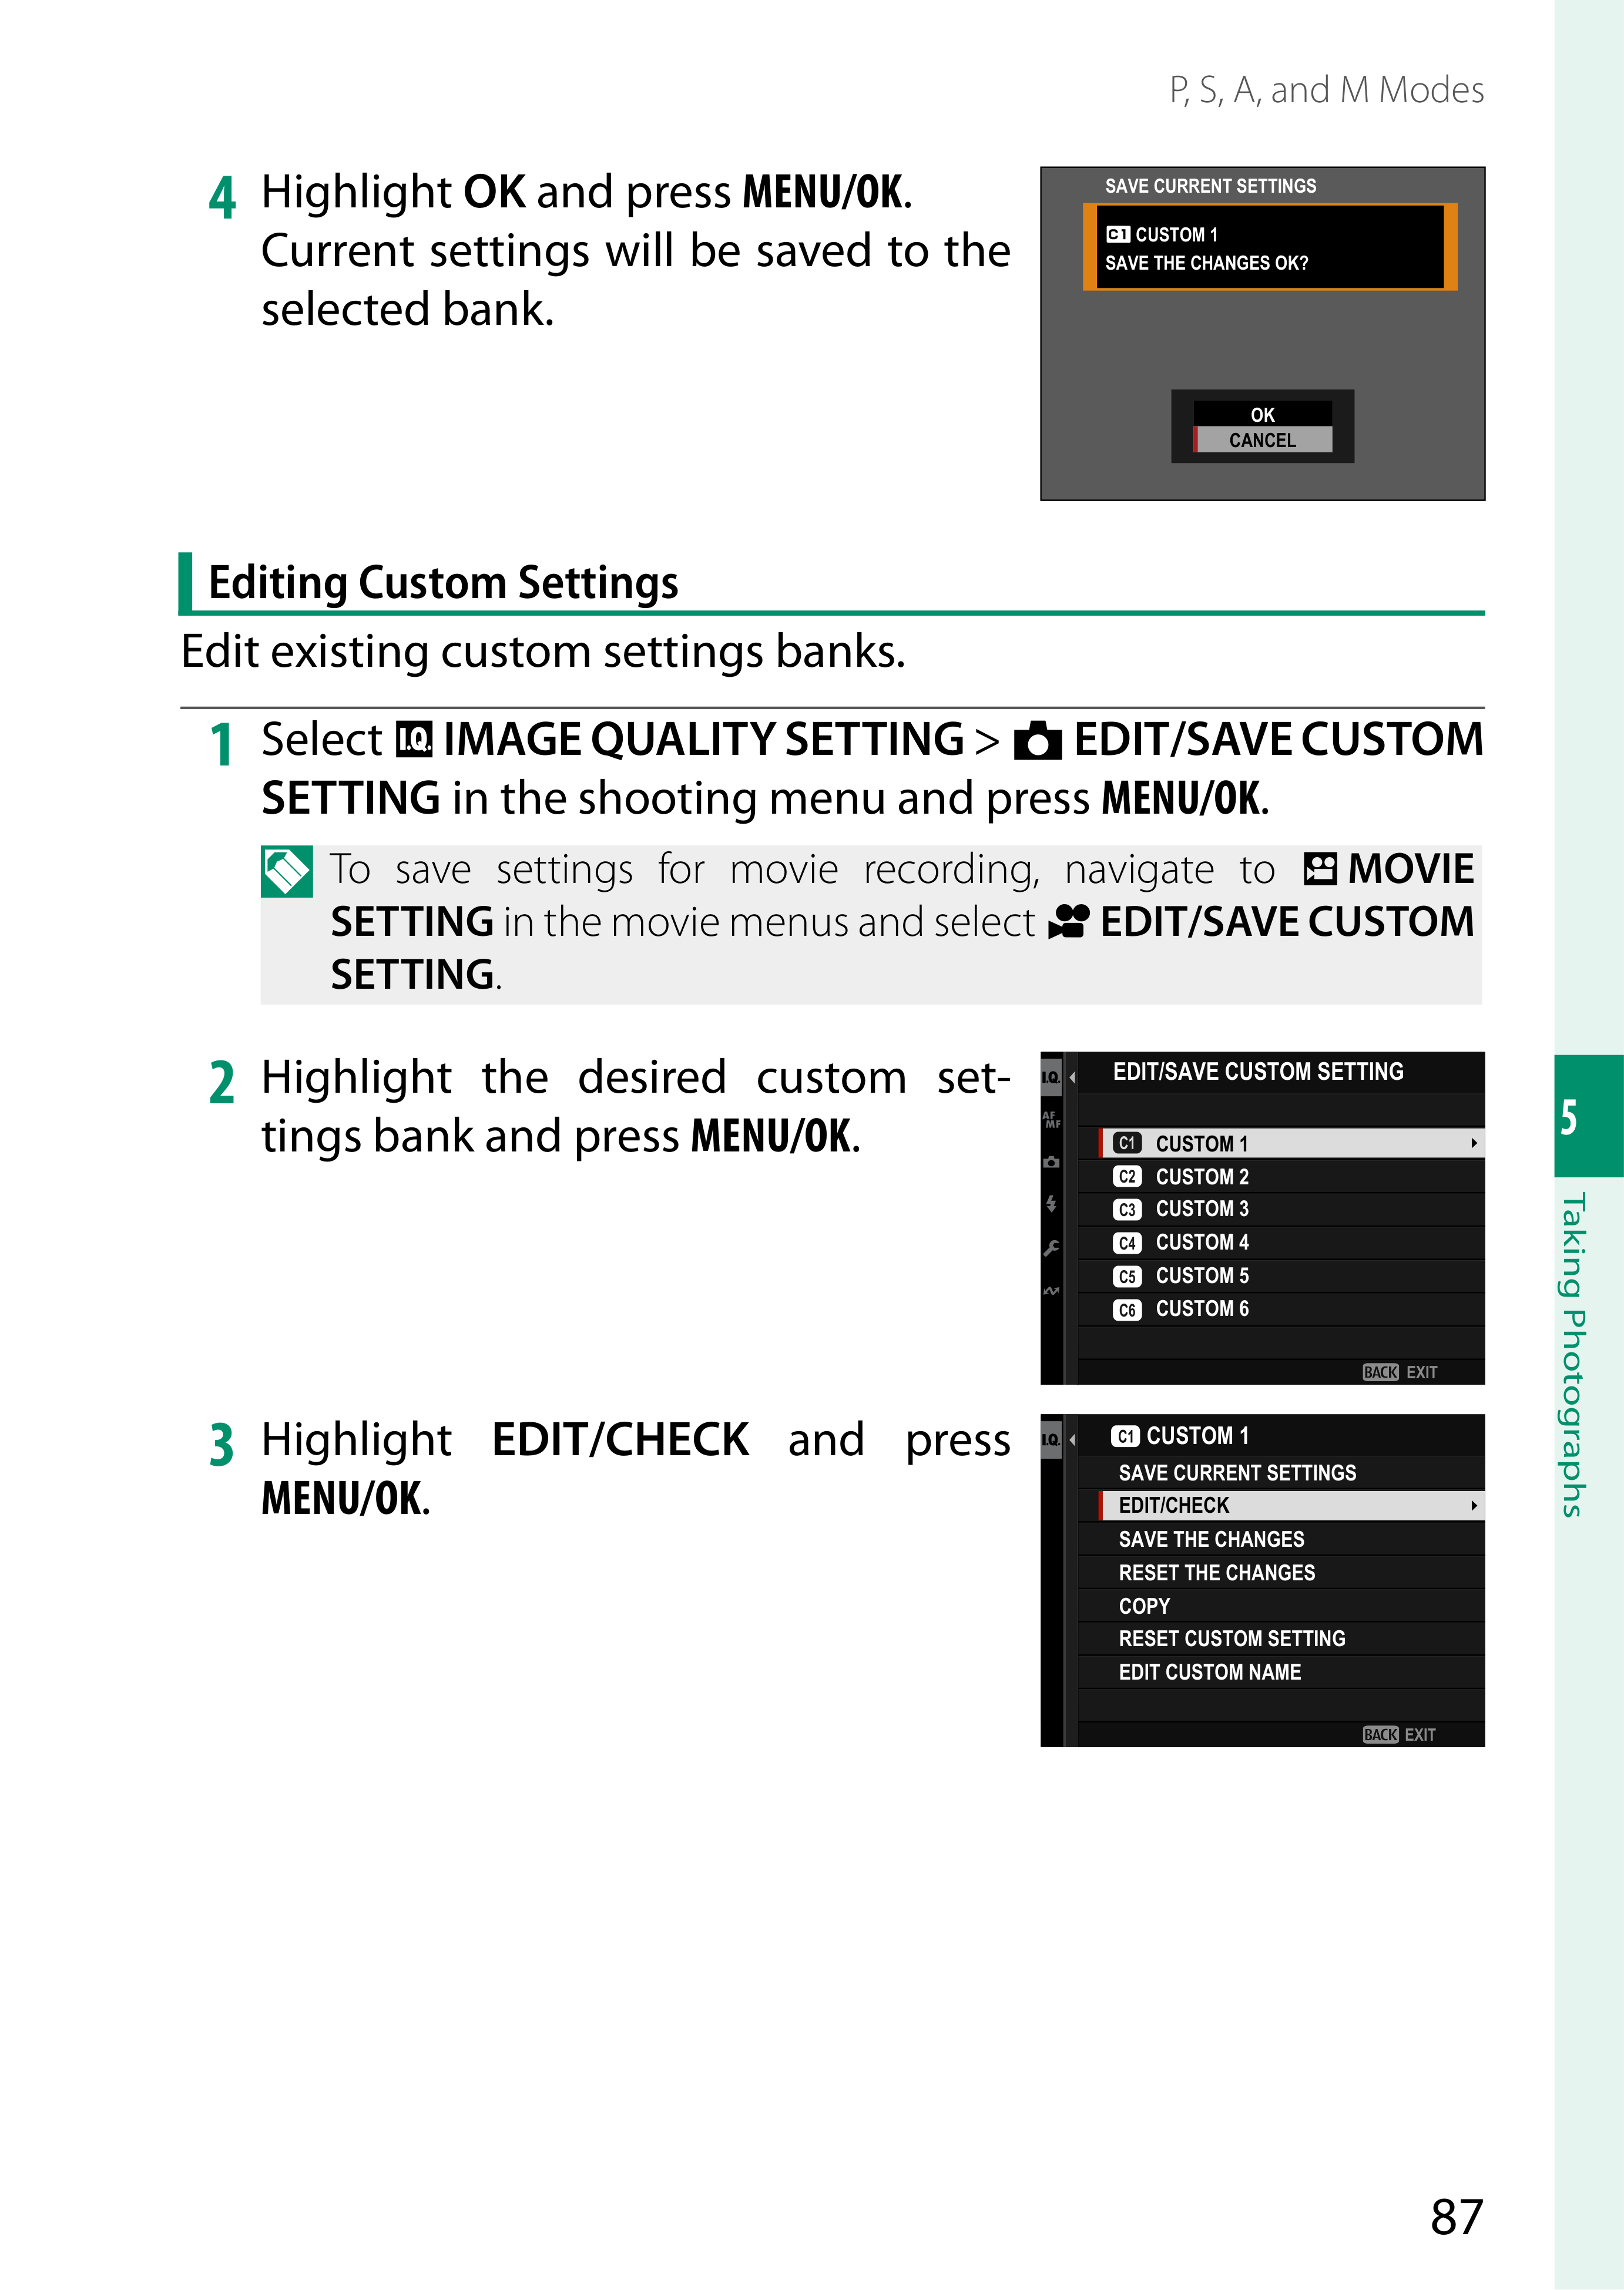 P, S, A, and M Modes
4 Highlight OK and press MENU/OK.
Current settings will be saved to the
selected bank.
SAVE CURRENT SETTINGS
C1 CUSTOM 1
SAVE THE CHANGES OK?
OK
CANCEL
Editing Custom Settings
Edit existing custom settings banks.
1 Select I.Q. IMAGE QUALITY SETTING > EDIT/SAVE CUSTOM
SETTING in the shooting menu and press MENU/OK.
To save settings for movie recording, navigate to MOVIE
SETTING in the movie menus and select EDIT/SAVE CUSTOM
SETTING.
2 Highlight the desired custom set-
tings bank and press MENU/OK.
I.Q.
AF
MF
EDIT/SAVE CUSTOM SETTING
C1 CUSTOM 1
C2 CUSTOM 2
C3 CUSTOM 3
C4 CUSTOM 4
C5 CUSTOM 5
C6 CUSTOM 6
BACK EXIT
3 Highlight EDIT/CHECK and press
MENU/OK.
I.Q.
C1 CUSTOM 1
SAVE CURRENT SETTINGS
EDIT/CHECK
SAVE THE CHANGES
RESET THE CHANGES
COPY
RESET CUSTOM SETTING
EDIT CUSTOM NAME
BACK EXIT
5
Taking Photographs
87